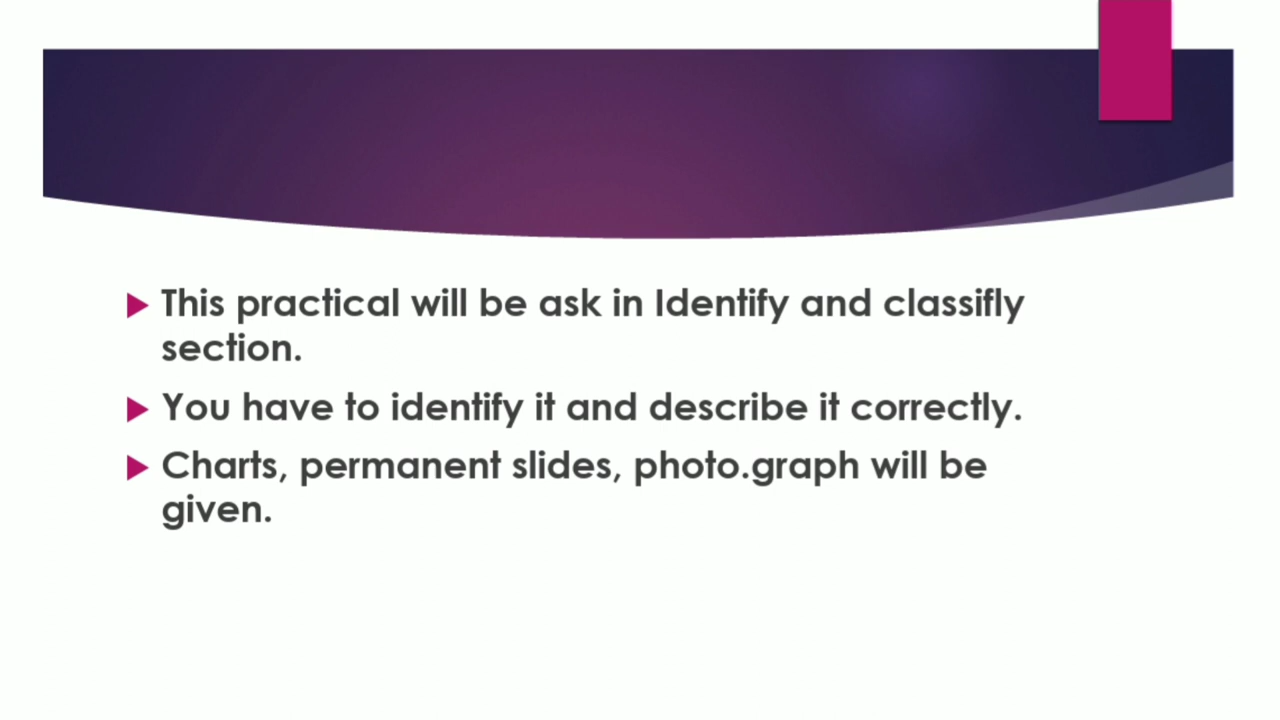 This practical will be ask in Identify and classifly
section.
You have to identify it and describe it correctly.
Charts, permanent slides, photo.graph will be
given.